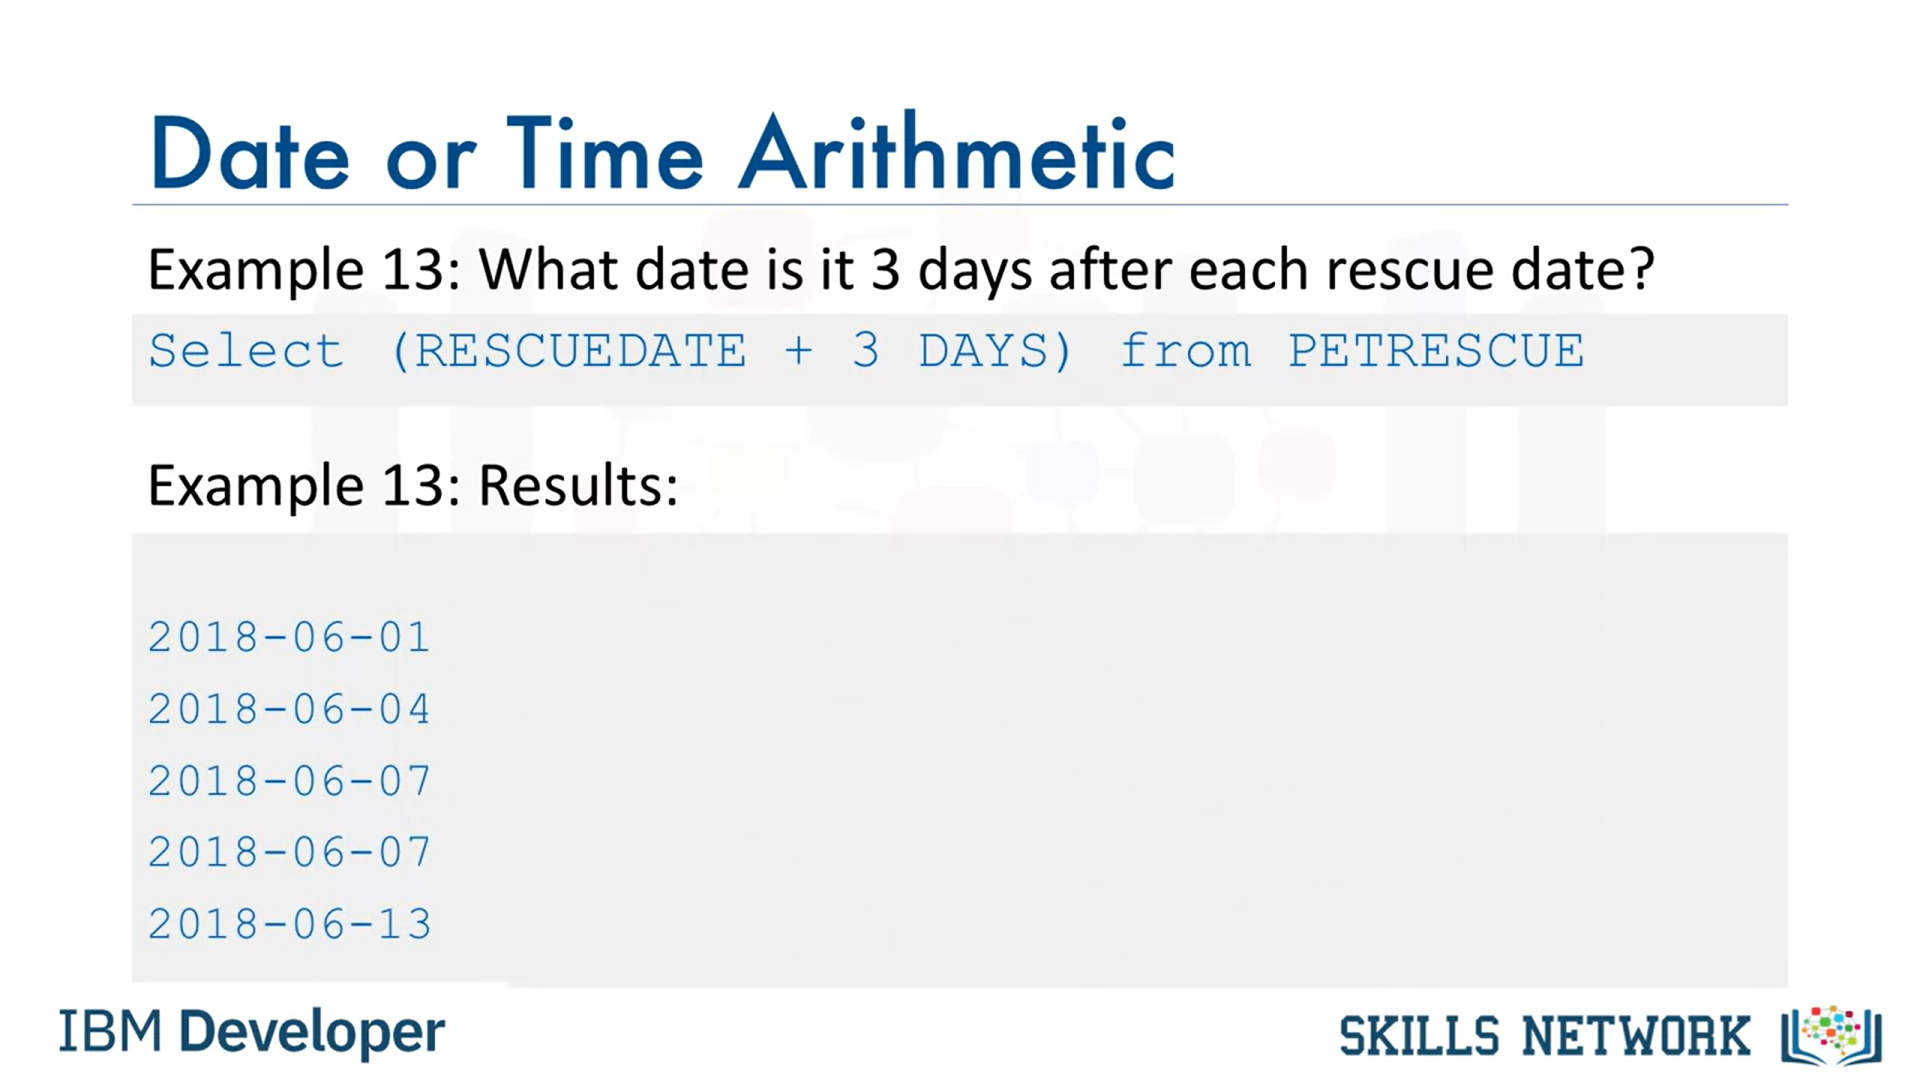 Date or Time Arithmetic
Example 13: What date is it 3 days after each rescue date?
Select (RESCUEDATE + 3 DAYS) from PETRESCUE
Example 13: Results:
2018-06-01
2018-06-04
2018-06-07
2018-06-07
2018-06-13
IBM Developer
SKILLS NETWORK